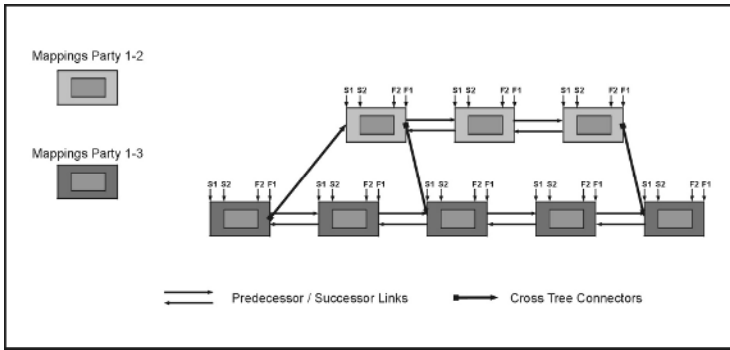 Mappings Party 1-2
S1 S2 F2 F1 S1 S2 F2 F1 S1 S2 F2 F1
Mappings Party 1-3
S1 S2 F2 F1 S1 S2 F2 F1 S1 S2 F2 F1 S1 S2 F2 F1 S1 S2 F2 F1
Predecessor / Successor Links Cross Tree Connectors